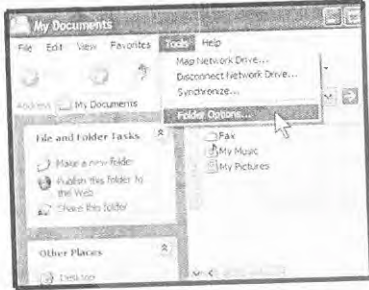 My Documents
File Edit View Favorites Tools Help
Map Network Drive...
Disconnect Network Drive...
Synchronize...
Folder Options...
Address My Documents
File and Folder Tasks
Make a new folder
Publish this folder to
the Web
Share this folder
Fax
My Music
My Pictures
Other Places
Desktop